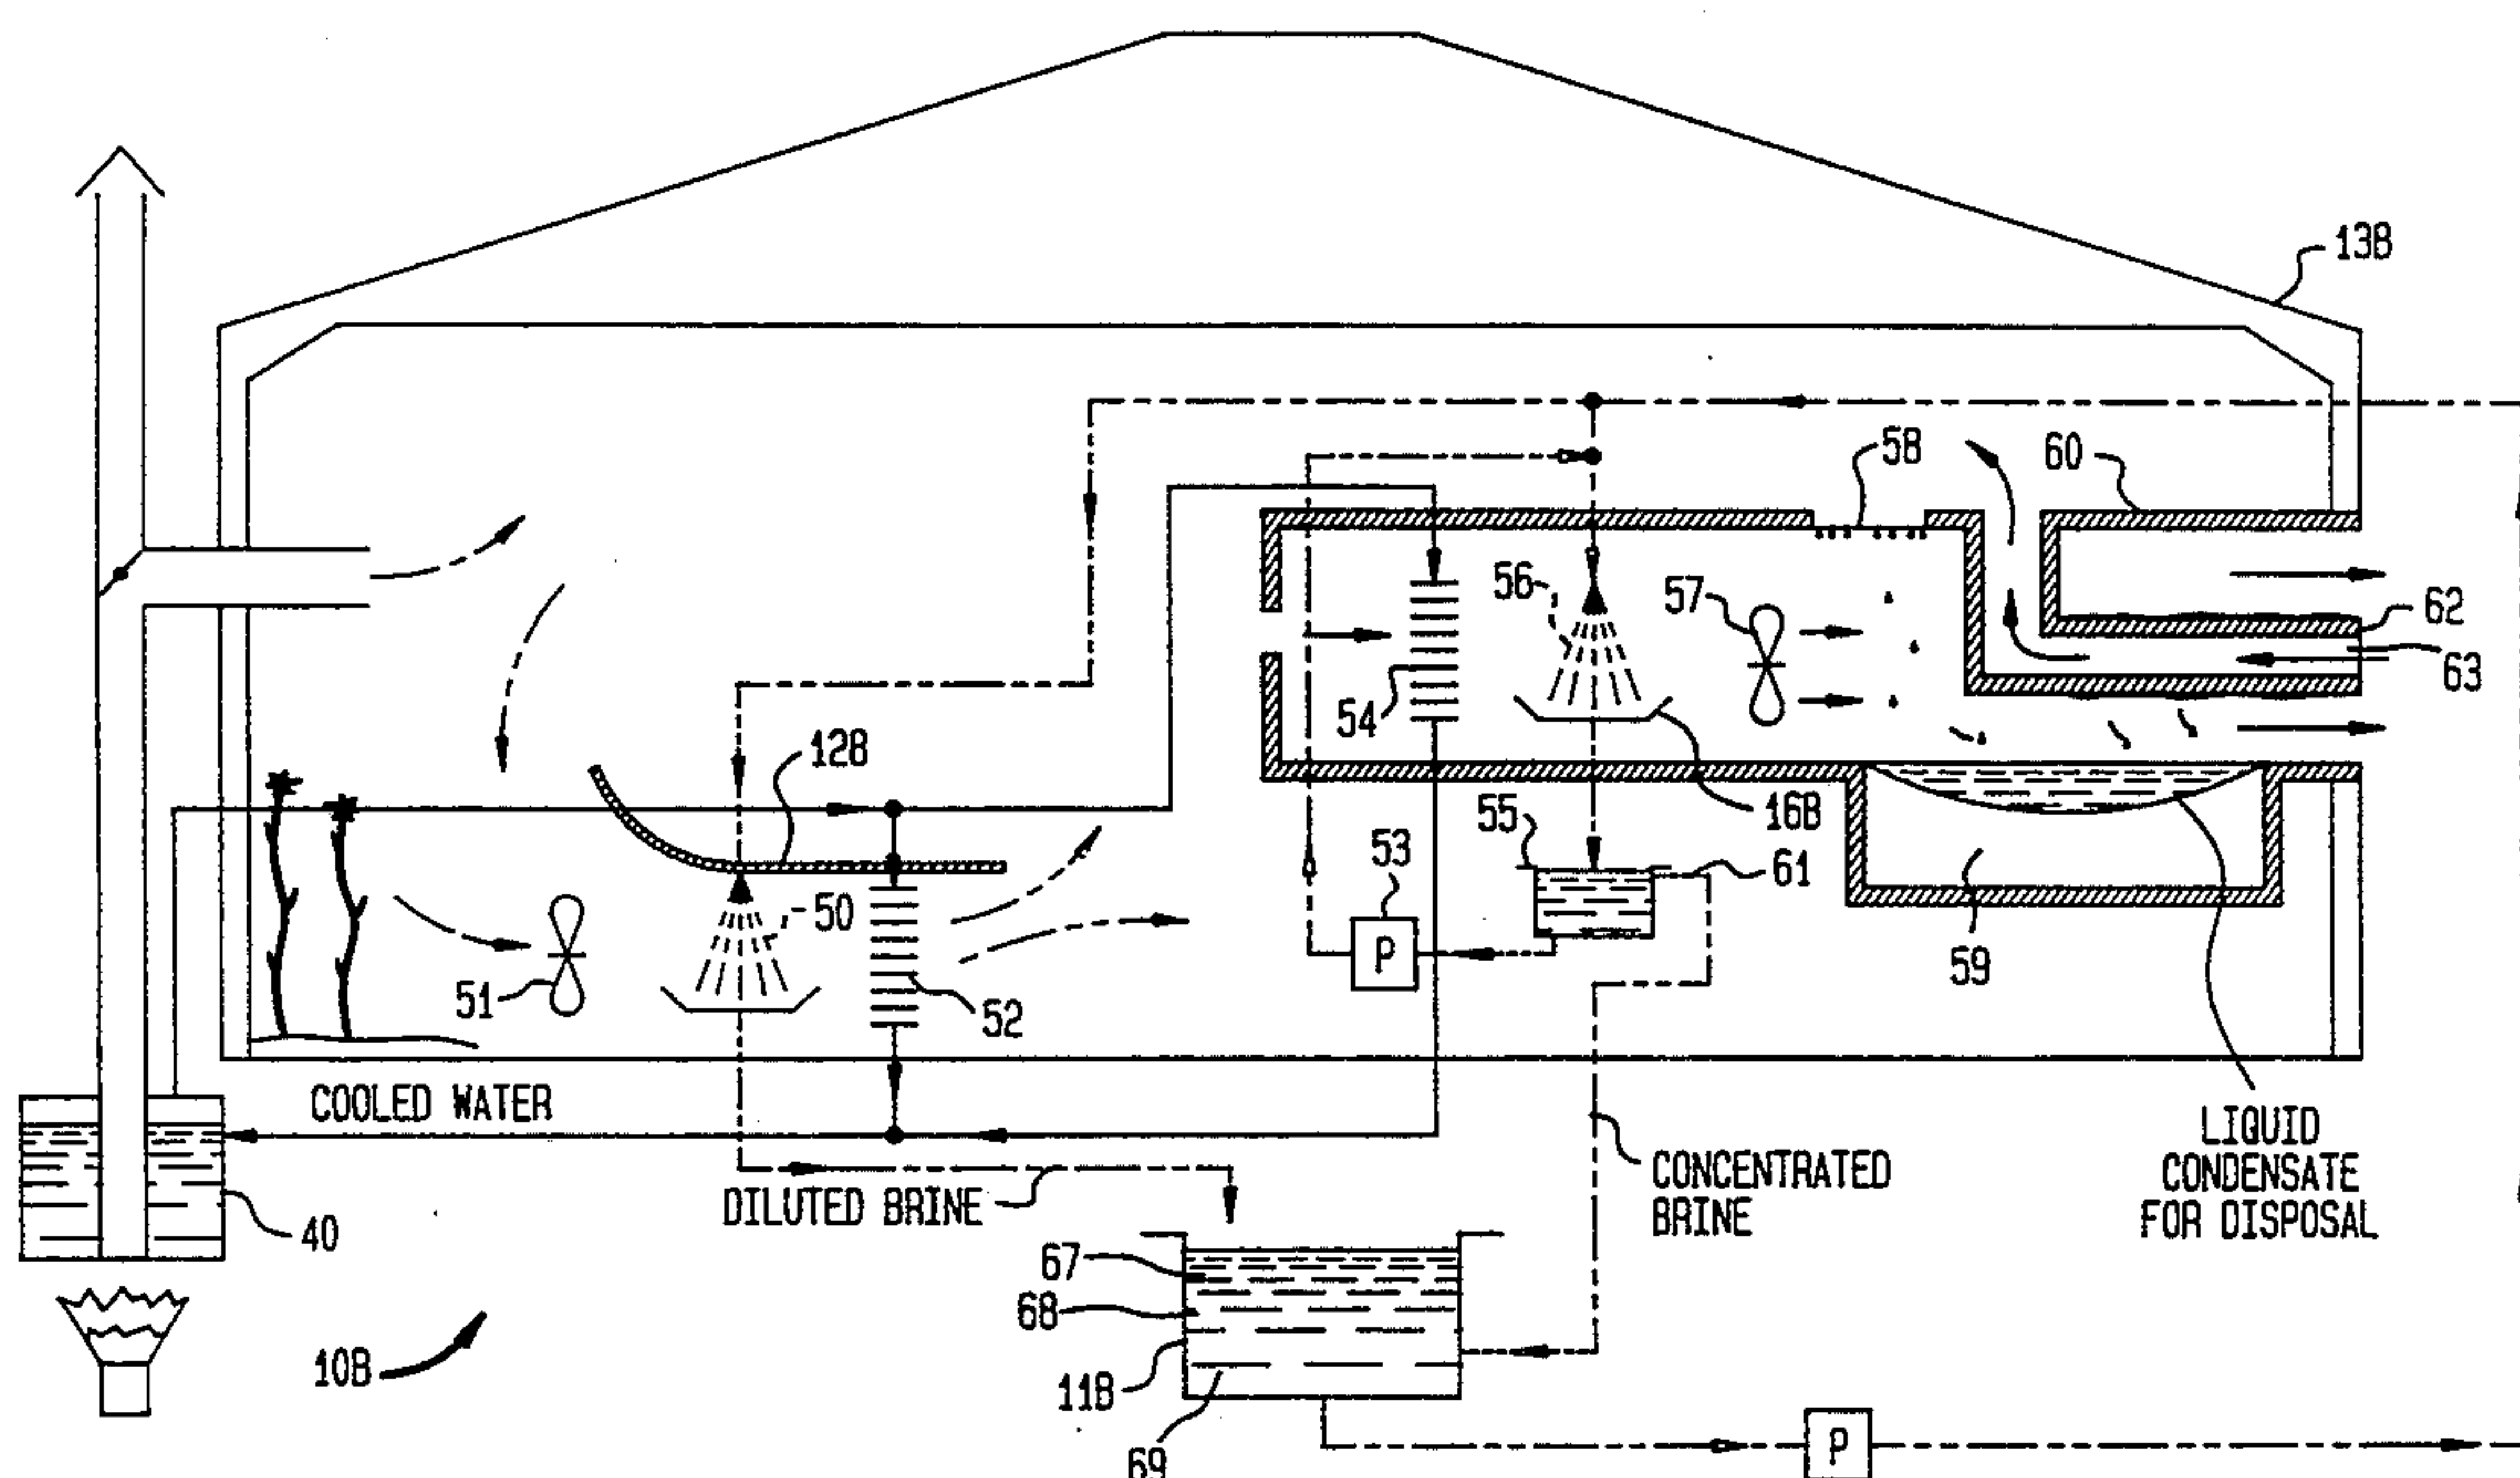 13B
58
60
56
57
62
63
54
12B
55
16B
53
61
50
P
51
52
59
COOLED WATER
LIQUID
CONDENSATE
FOR DISPOSAL
CONCENTRATED
BRINE
DILUTED BRINE
40
67
68
10B
11B
69
P